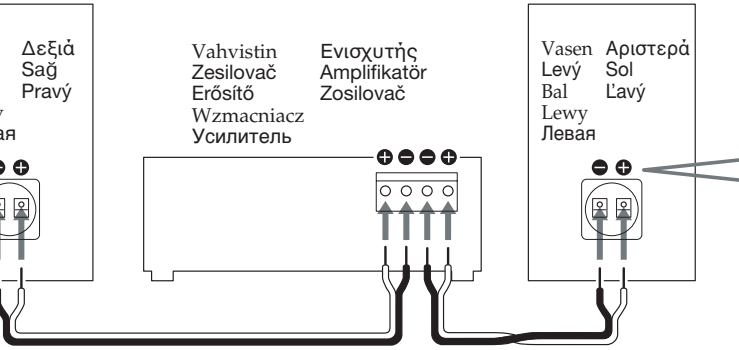 Δεξιά
Sağ
Pravý
Vahvistin
Zesilovač
Erősítő
Wzmacniacz
Усилитель
Ενισχυτής
Amplifikatör
Zosilovač
Vasen
Levý
Bal
Lewy
Левая
Αριστερά
Sol
Ľavý